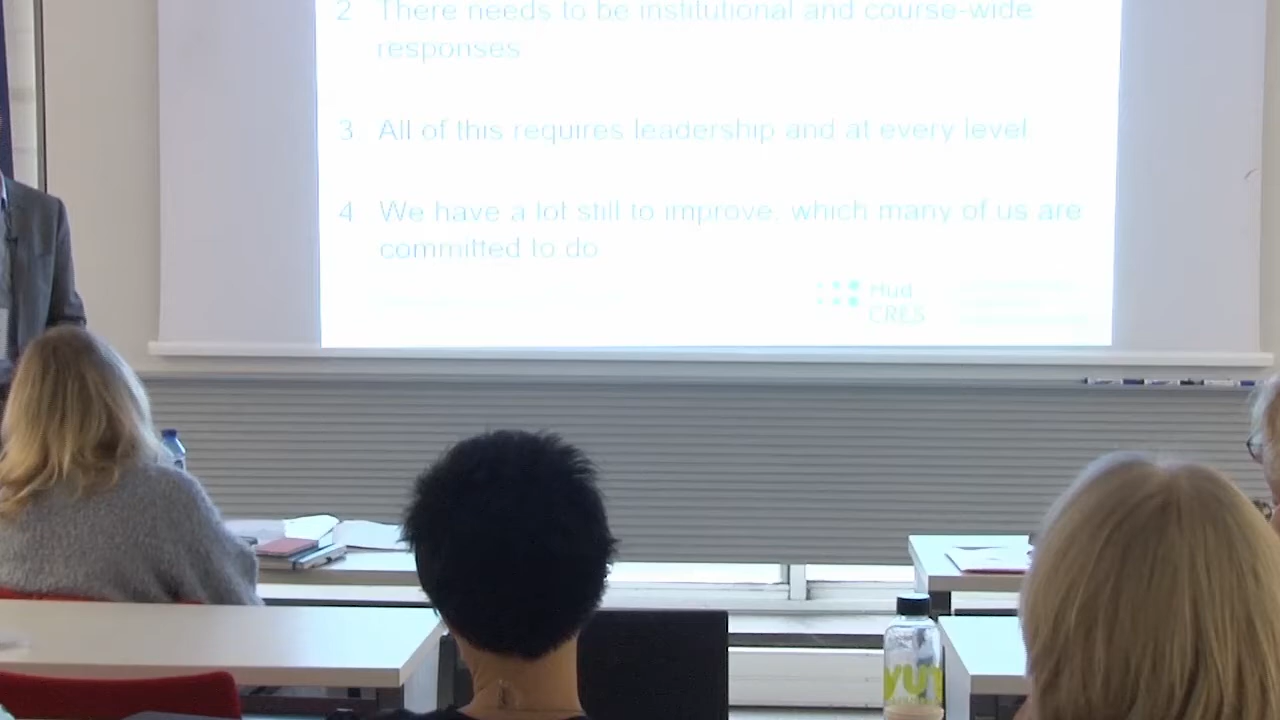 2. There needs to be institutional and course-wide
responses
3. All of this requires leadership and at every level
4. We have a lot still to improve, which many of us are
committed to do
Hud
CRES